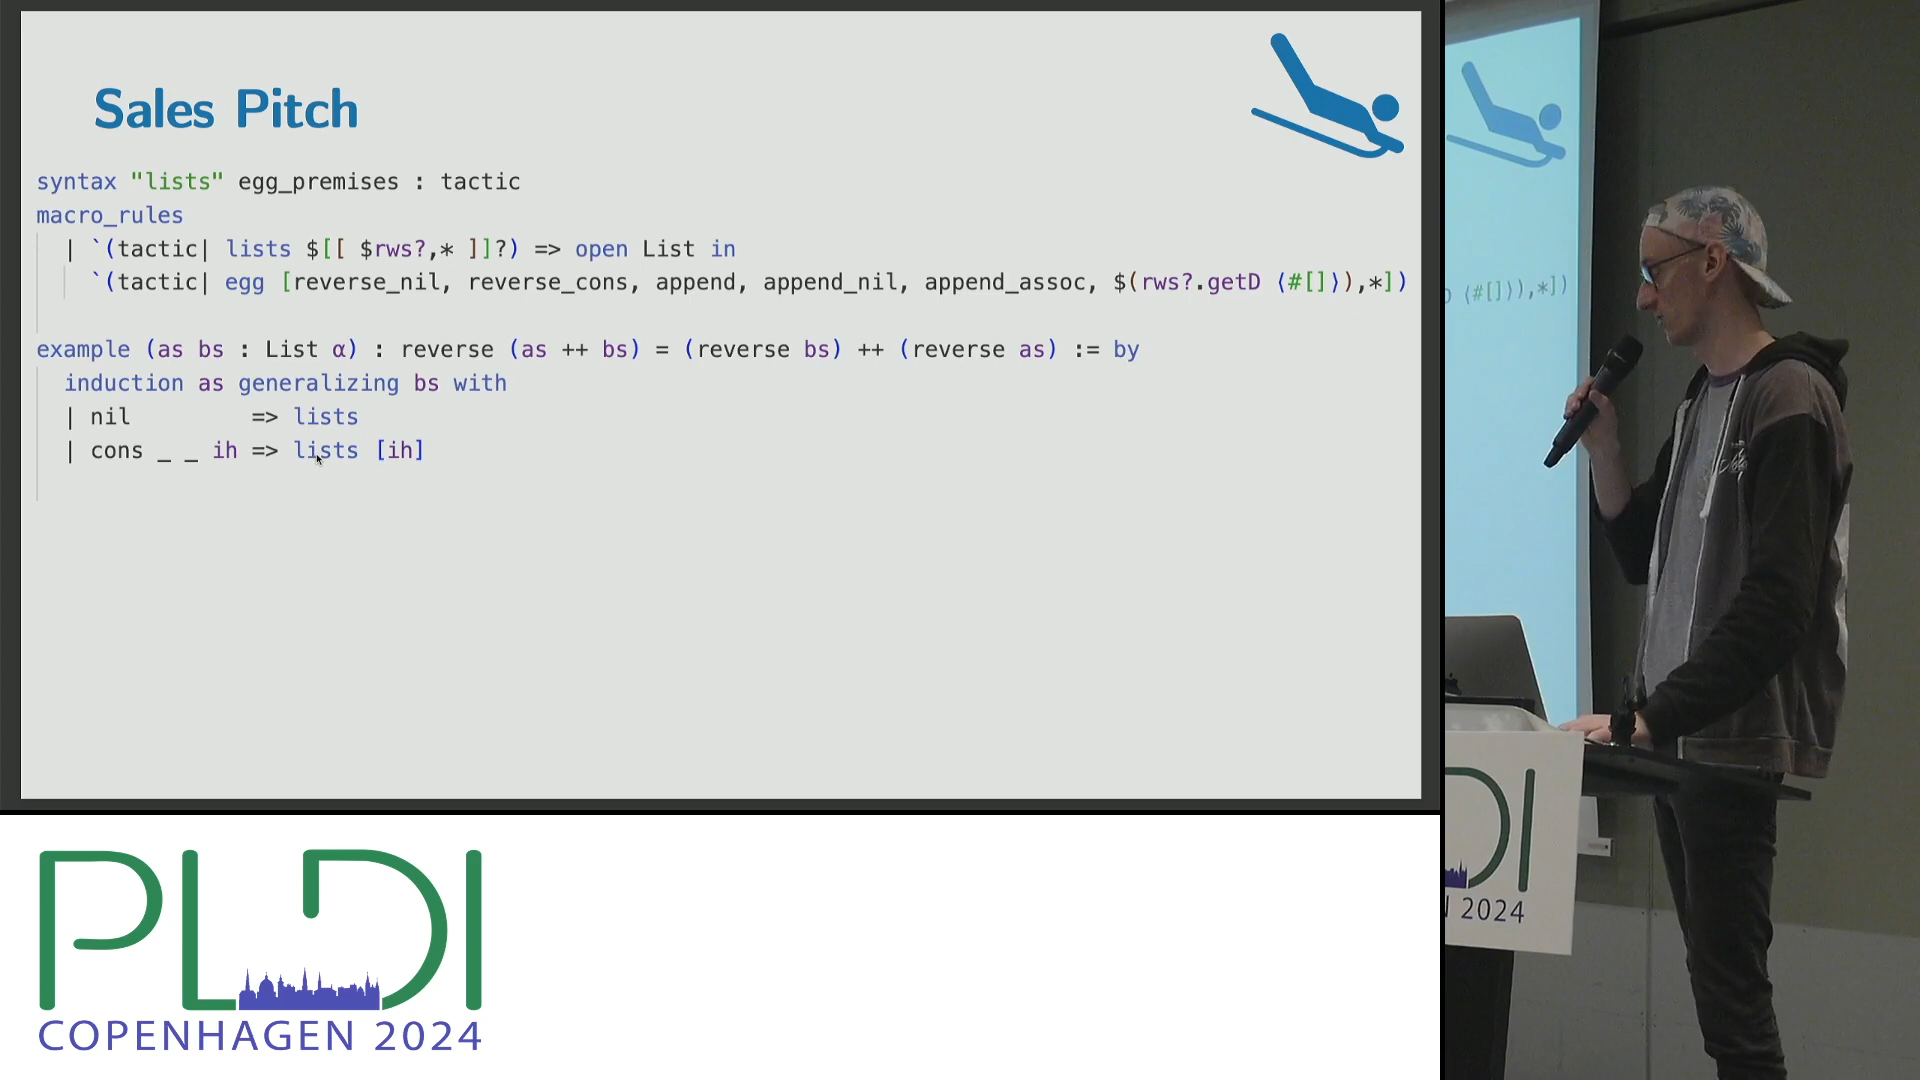 Sales Pitch
syntax "lists" egg_premises : tactic
macro_rules
| `(tactic| lists $[[ $rws?,* ]]?) => open List in
`(tactic| egg [reverse_nil, reverse_cons, append, append_nil, append_assoc, $(rws?.getD ⟨#[]⟩),*])
example (as bs : List α) : reverse (as ++ bs) = (reverse bs) ++ (reverse as) := by
induction as generalizing bs with
| nil => lists
| cons _ _ ih => lists [ih]
⟨#[]⟩),*])
PLDI
COPENHAGEN 2024
DI
2024